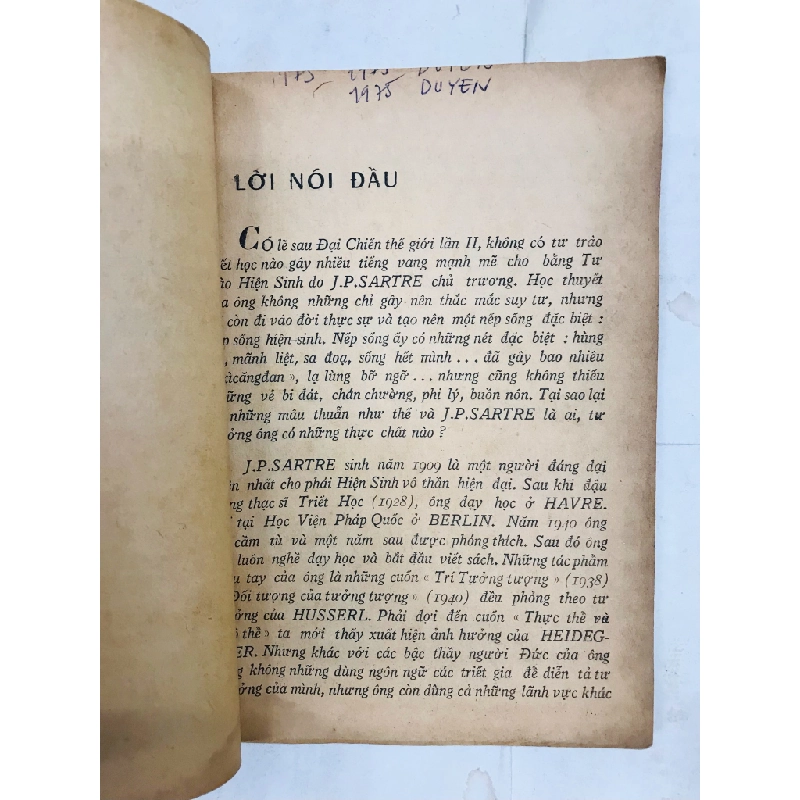 1975 1975 DUYEN
1975 DUYEN
LỜI NÓI ĐẦU
Có lẽ sau Đại Chiến thế giới lần II, không có tư trào
học nào gây nhiều tiếng vang mạnh mẽ cho bằng Tư
Hiện Sinh do J.P.SARTRE chủ trương. Học thuyết
ông không những chỉ gây nên thắc mắc suy tư, nhưng
còn đi vào đời thực sự và tạo nên một nếp sống đặc biệt :
sống hiện-sinh. Nếp sống ấy có những nét đặc biệt : hùng
, mãnh liệt, sa đoạ, sống hết mình . . . đã gây bao nhiêu
căngđan », lạ lùng bỡ ngỡ . . . nhưng cũng không thiếu
vẻ bi đát, chán chường, phi lý, buồn nôn. Tại sao lại
những mâu thuẫn như thế và J.P.SARTRE là ai, tư
ông có những thực chất nào ?
J.P.SARTRE sinh năm 1909 là một người đáng đại
nhất cho phái Hiện Sinh vô thần hiện đại. Sau khi đậu
thạc sĩ Triết Học (1928), ông dạy học ở HAVRE.
tại Học Viện Pháp Quốc ở BERLIN. Năm 1940 ông
cầm tù và một năm sau được phóng thích. Sau đó ông
luôn nghề dạy học và bắt đầu viết sách. Những tác phẩm
tay của ông là những cuốn « Trí Tưởng tượng » (1938)
Đối tượng của tưởng tượng » (1940) đều phỏng theo tư
của HUSSERL. Phải đợi đến cuốn « Thực thể và
thể » ta mới thấy xuất hiện ảnh hưởng của HEIDEG-
ER. Nhưng khác với các bậc thầy người Đức của ông
không những dùng ngôn ngữ các triết gia để diễn tả tư
của mình, nhưng ông còn dùng cả những lãnh vực khác